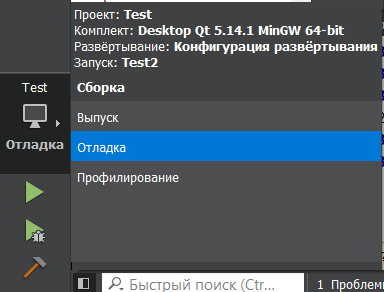 Проект: Test
Комплект: Desktop Qt 5.14.1 MinGW 64-bit
Развёртывание: Конфигурация развёртывания
Запуск: Test2
Test
Сборка
Выпуск
Отладка
Отладка
Профилирование
Быстрый поиск (Ctr...
1 Проблемы